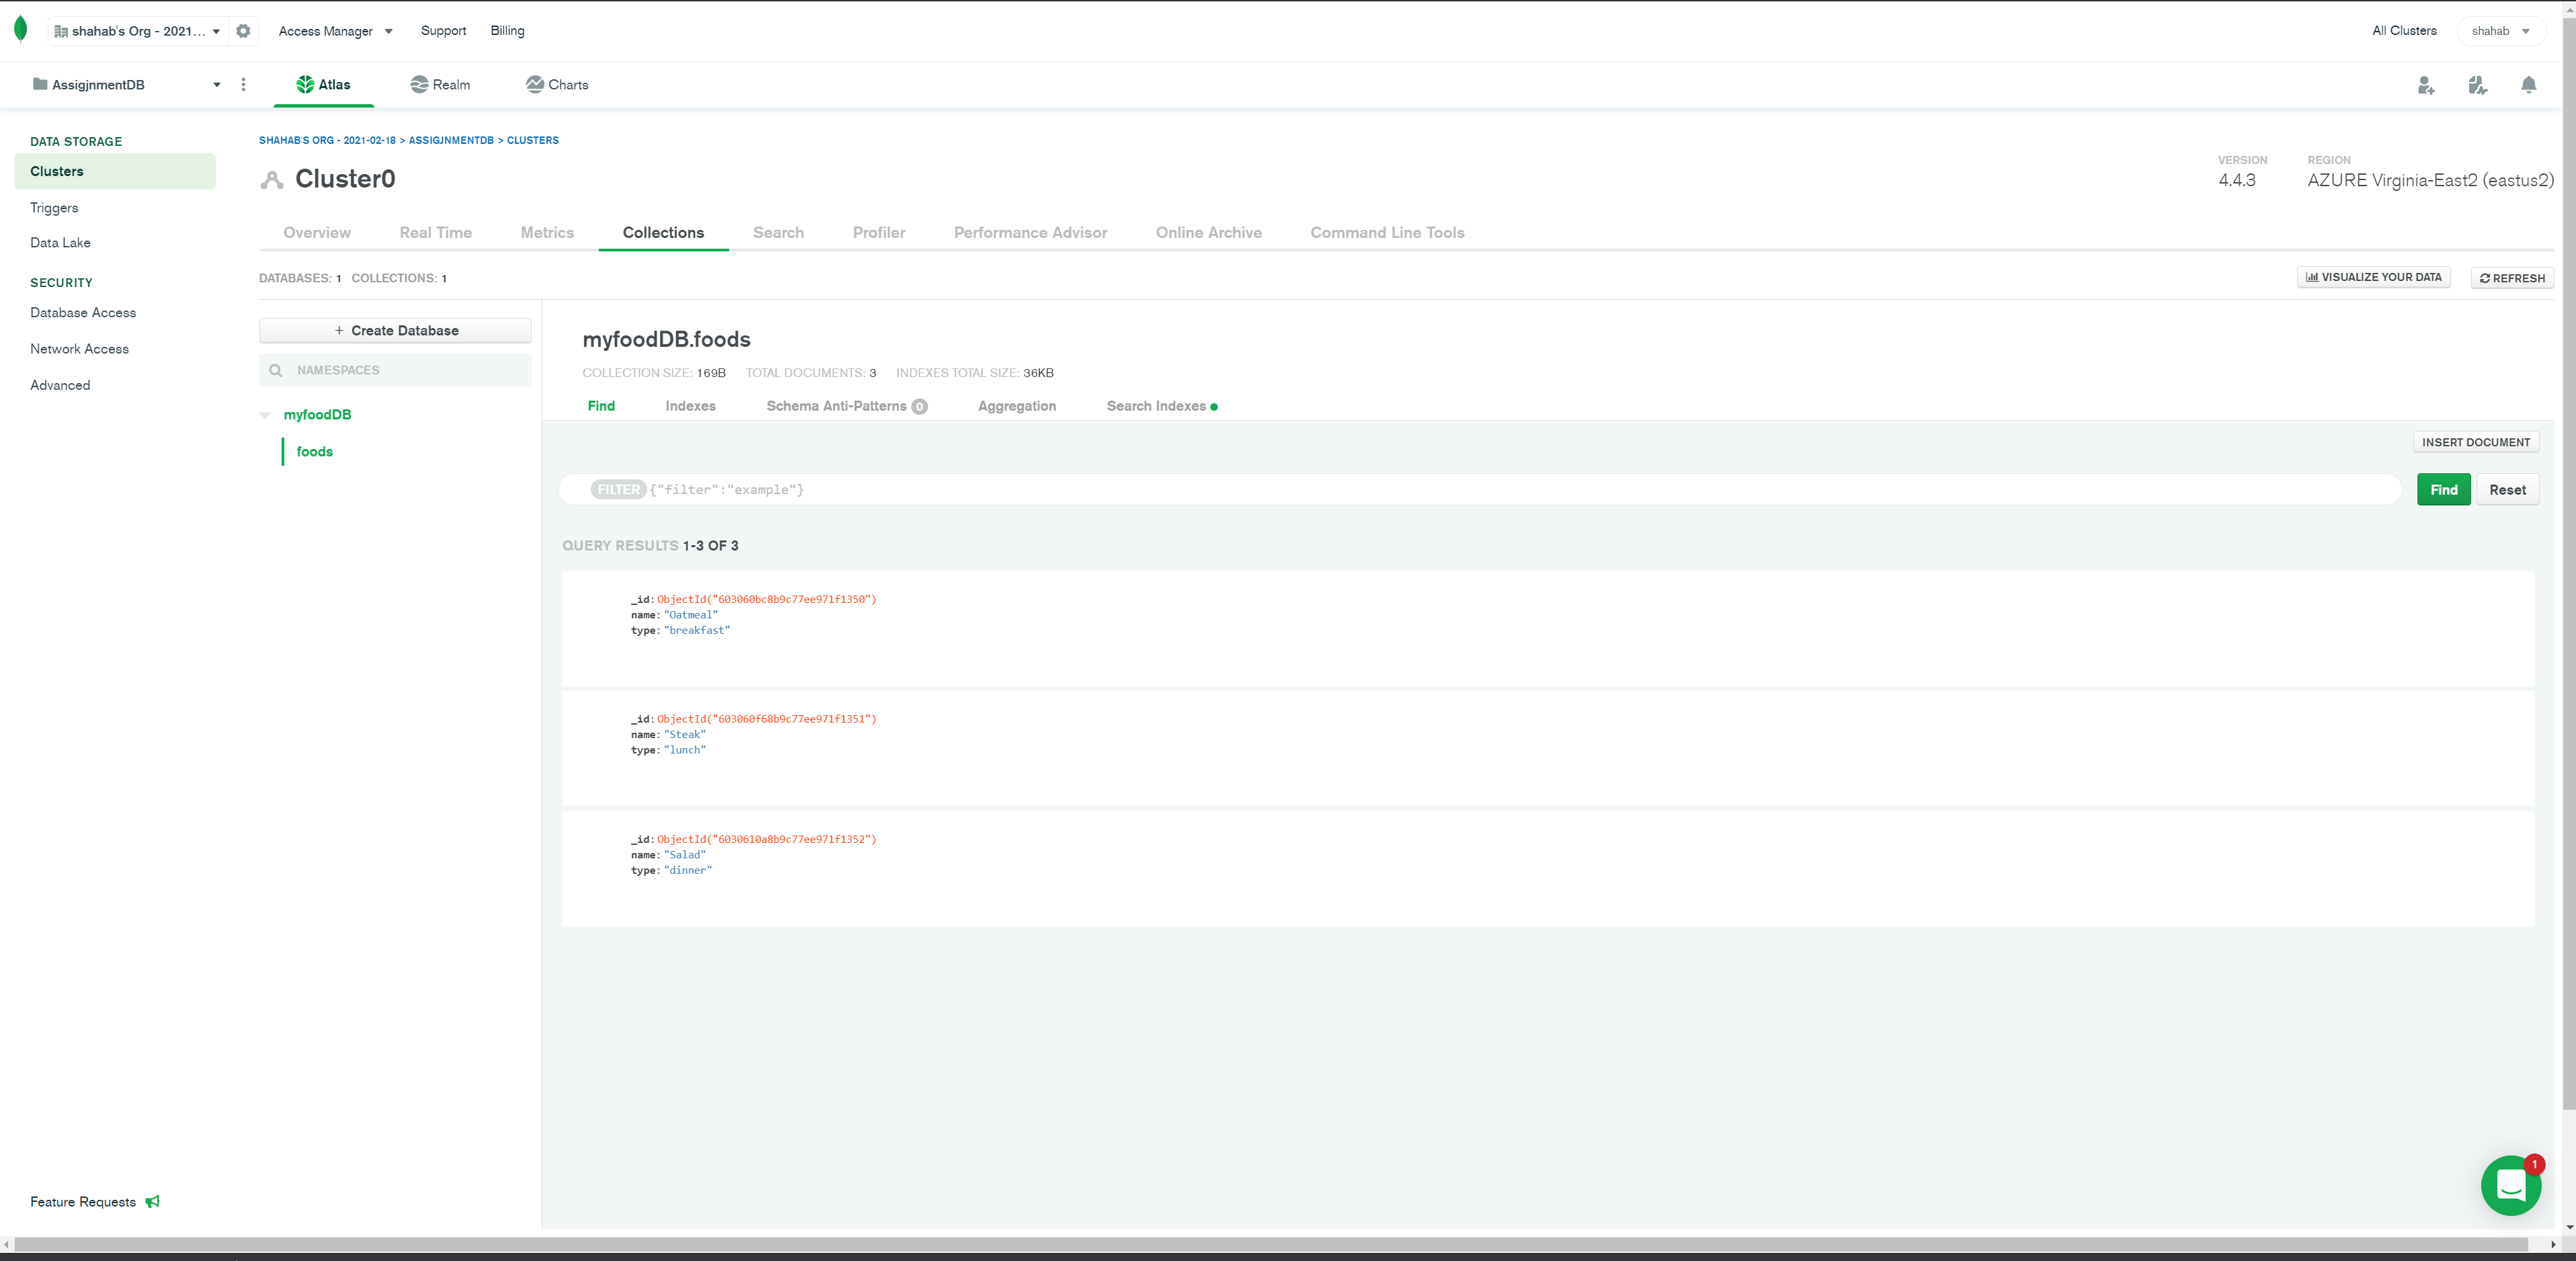 shahab's Org - 2021... Access Manager Support Billing All Clusters shahab
AssigjnmentDB Atlas Realm Charts
DATA STORAGE
Clusters
Triggers
Data Lake
SECURITY
Database Access
Network Access
Advanced
Feature Requests
SHAHAB'S ORG - 2021-02-18 > ASSIGJNMENTDB > CLUSTERS
Cluster0
VERSION REGION
4.4.3 AZURE Virginia-East2 (eastus2)
Overview Real Time Metrics Collections Search Profiler Performance Advisor Online Archive Command Line Tools
DATABASES: 1 COLLECTIONS: 1 VISUALIZE YOUR DATA REFRESH
+ Create Database
NAMESPACES
myfoodDB
foods
myfoodDB.foods
COLLECTION SIZE: 169B TOTAL DOCUMENTS: 3 INDEXES TOTAL SIZE: 36KB
Find Indexes Schema Anti-Patterns 0 Aggregation Search Indexes
INSERT DOCUMENT
FILTER {"filter":"example"} Find Reset
QUERY RESULTS 1-3 OF 3
_id: ObjectId("603060bc8b9c77ee971f1350")
name: "Oatmeal"
type: "breakfast"
_id: ObjectId("603060f68b9c77ee971f1351")
name: "Steak"
type: "lunch"
_id: ObjectId("6030610a8b9c77ee971f1352")
name: "Salad"
type: "dinner"
1